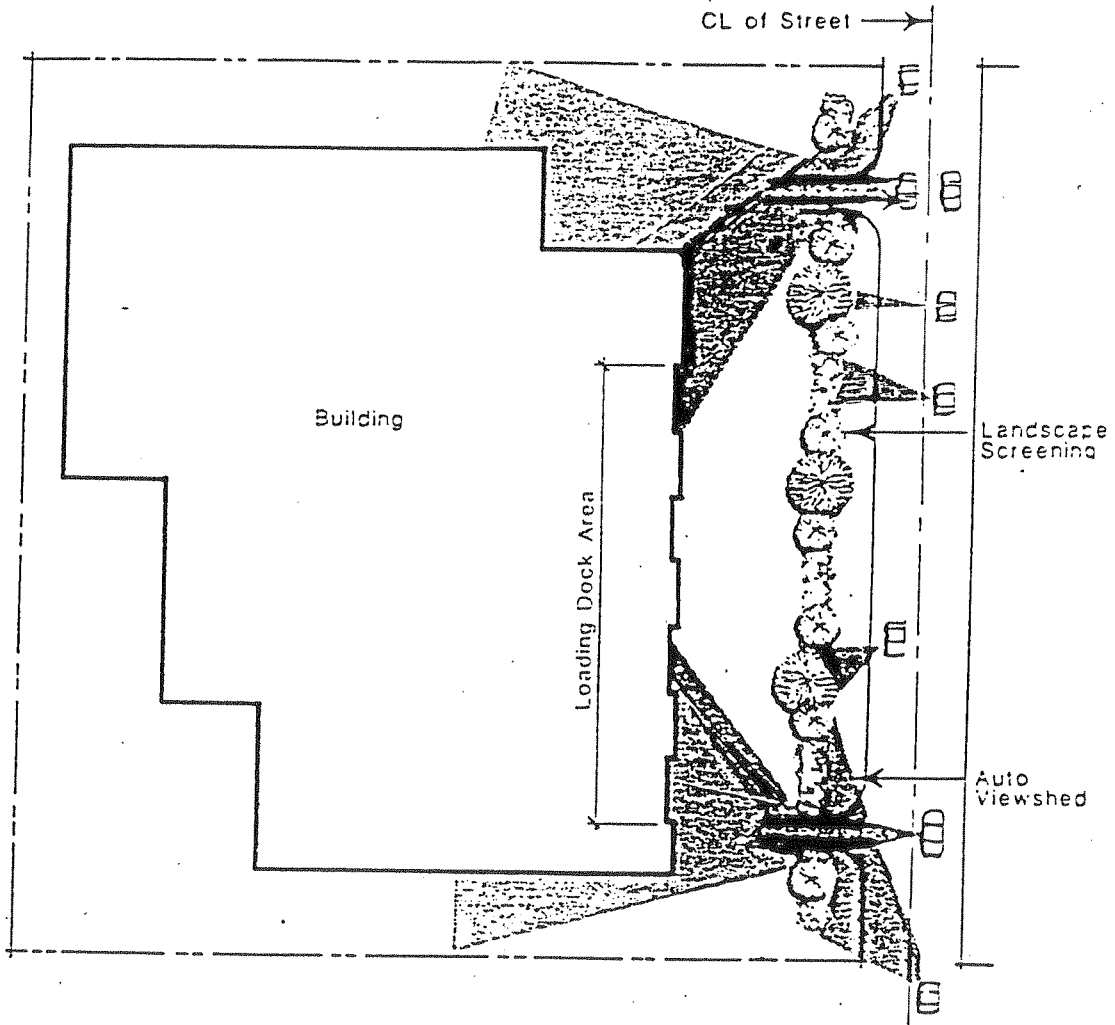 CL of Street
Building
Loading Dock Area
Landscape
Screening
Auto
Viewshed